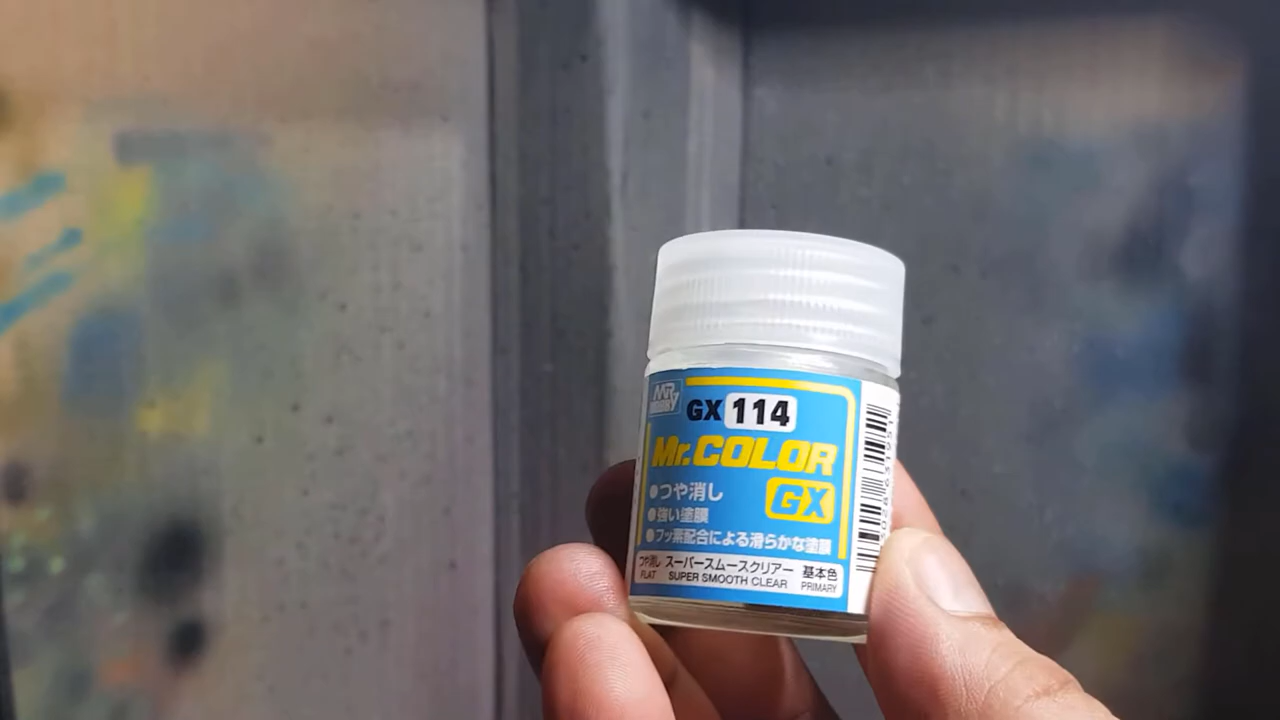 MR HOBBY
GX 114
Mr.COLOR
GX
●つや消し
●強い塗膜
●フッ素配合による滑らかな塗膜
つや消し スーパースムースクリアー 基本色
FLAT SUPER SMOOTH CLEAR PRIMARY